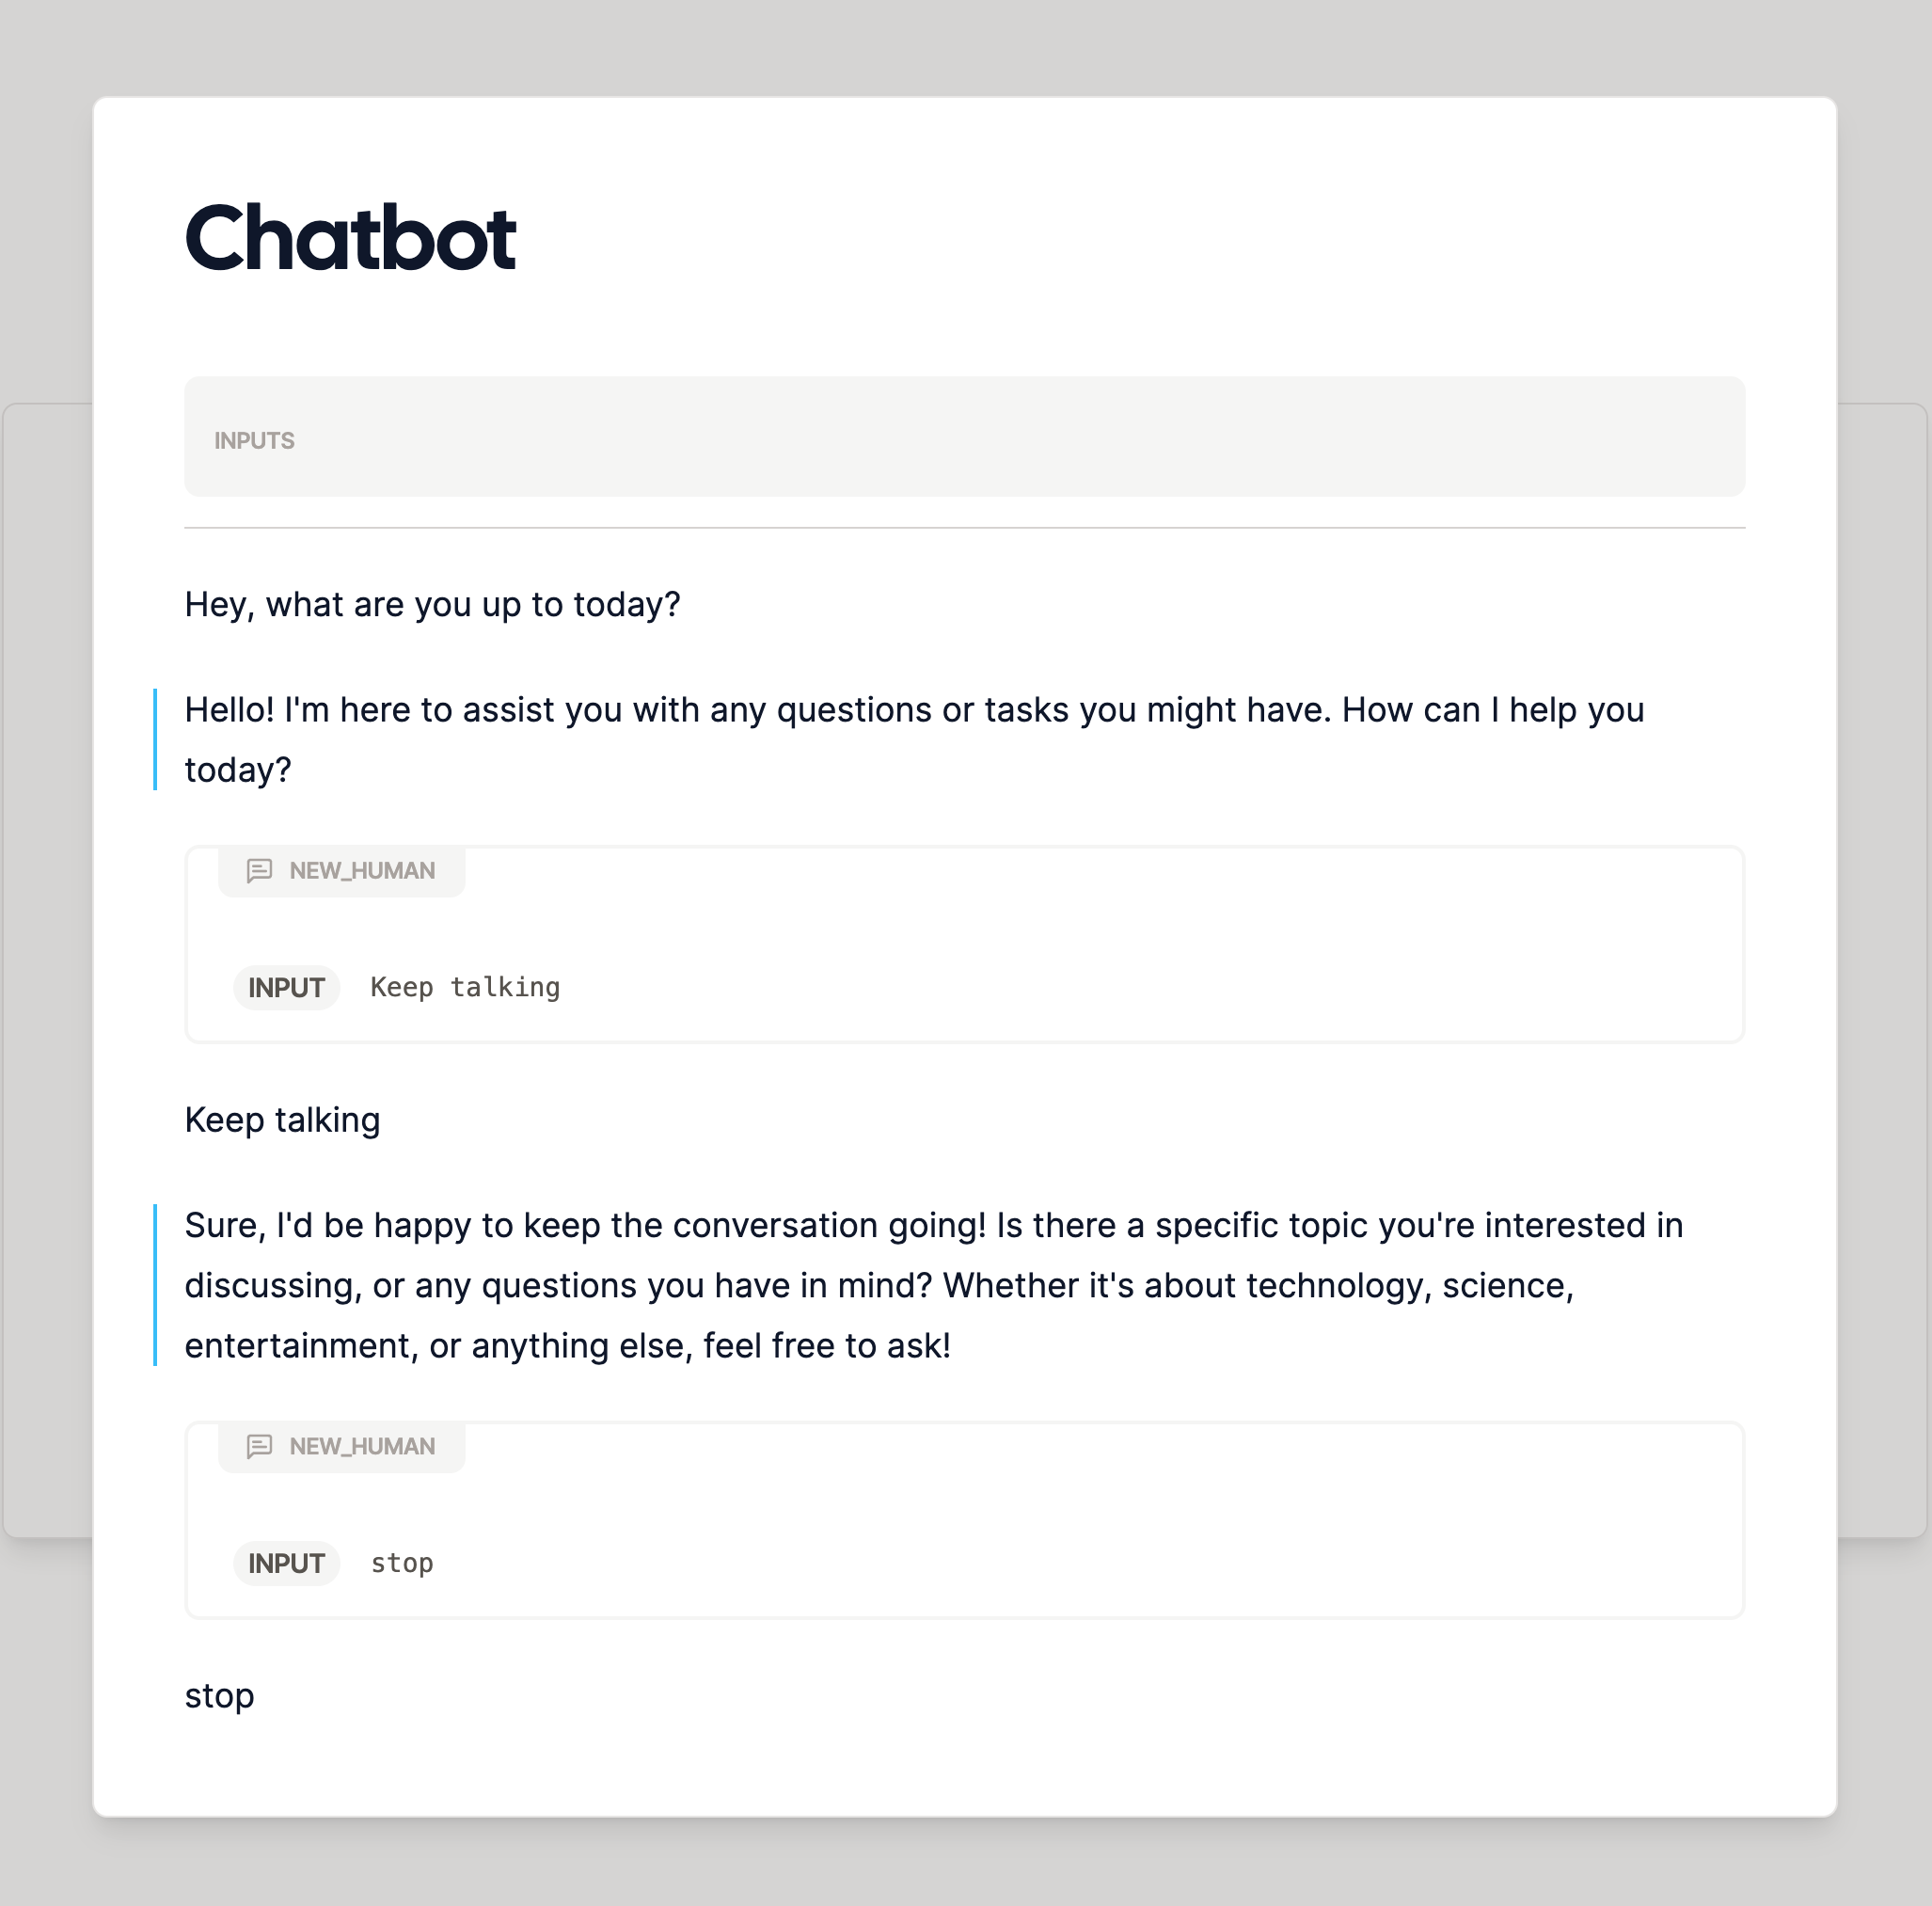 Chatbot
INPUTS
Hey, what are you up to today?
Hello! I'm here to assist you with any questions or tasks you might have. How can I help you
today?
NEW_HUMAN
INPUT Keep talking
Keep talking
Sure, I'd be happy to keep the conversation going! Is there a specific topic you're interested in
discussing, or any questions you have in mind? Whether it's about technology, science,
entertainment, or anything else, feel free to ask!
NEW_HUMAN
INPUT stop
stop